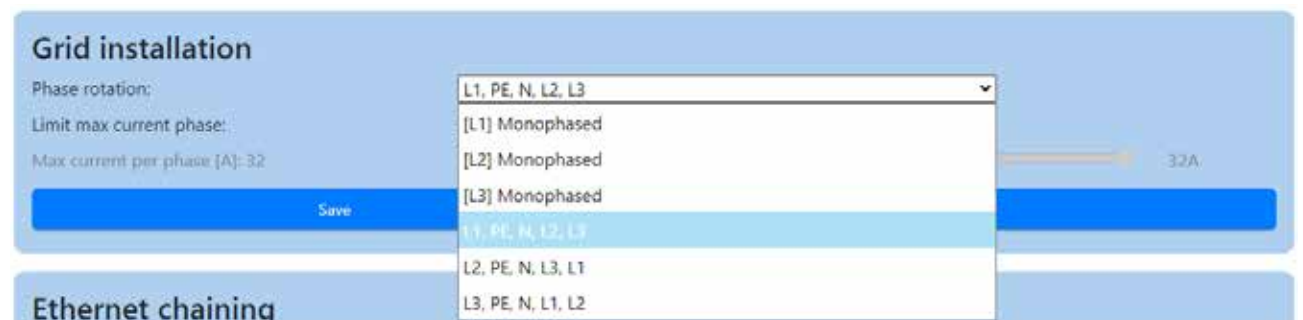 Grid installation
Phase rotation:
L1, PE, N, L2, L3
Limit max current phase:
[L1] Monophased
Max current per phase [A]: 32
[L2] Monophased
32A
[L3] Monophased
Save
L1, PE, N, L2, L3
L2, PE, N, L3, L1
Ethernet chaining
L3, PE, N, L1, L2